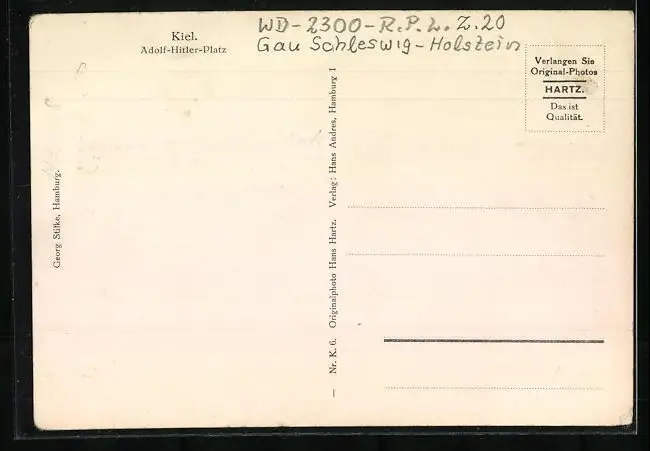 Kiel.
Adolf-Hitler-Platz
WD-2300-R.P.L.Z.20
Gau Schleswig-Holstein
Verlangen Sie
Original-Photos
HARTZ.
Das ist
Qualität.
Georg Stilke, Hamburg.
Nr. K. 6. Originalphoto Hans Hartz. Verlag: Hans Andres, Hamburg 1